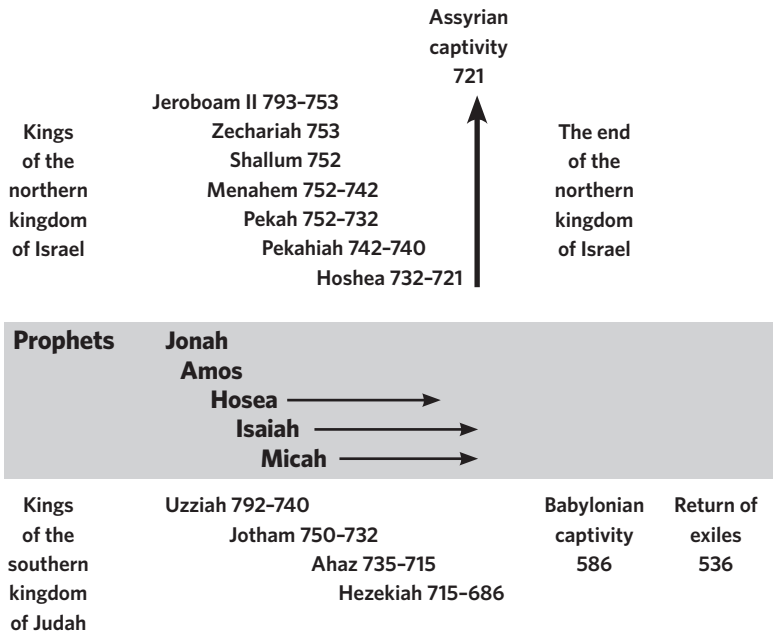 Assyrian
captivity
721
Kings
of the
northern
kingdom
of Israel
Jeroboam II 793–753
Zechariah 753
Shallum 752
Menahem 752–742
Pekah 752–732
Pekahiah 742–740
Hoshea 732–721
The end
of the
northern
kingdom
of Israel
Prophets
Jonah
Amos
Hosea
Isaiah
Micah
Kings
of the
southern
kingdom
of Judah
Uzziah 792–740
Jotham 750–732
Ahaz 735–715
Hezekiah 715–686
Babylonian
captivity
586
Return of
exiles
536